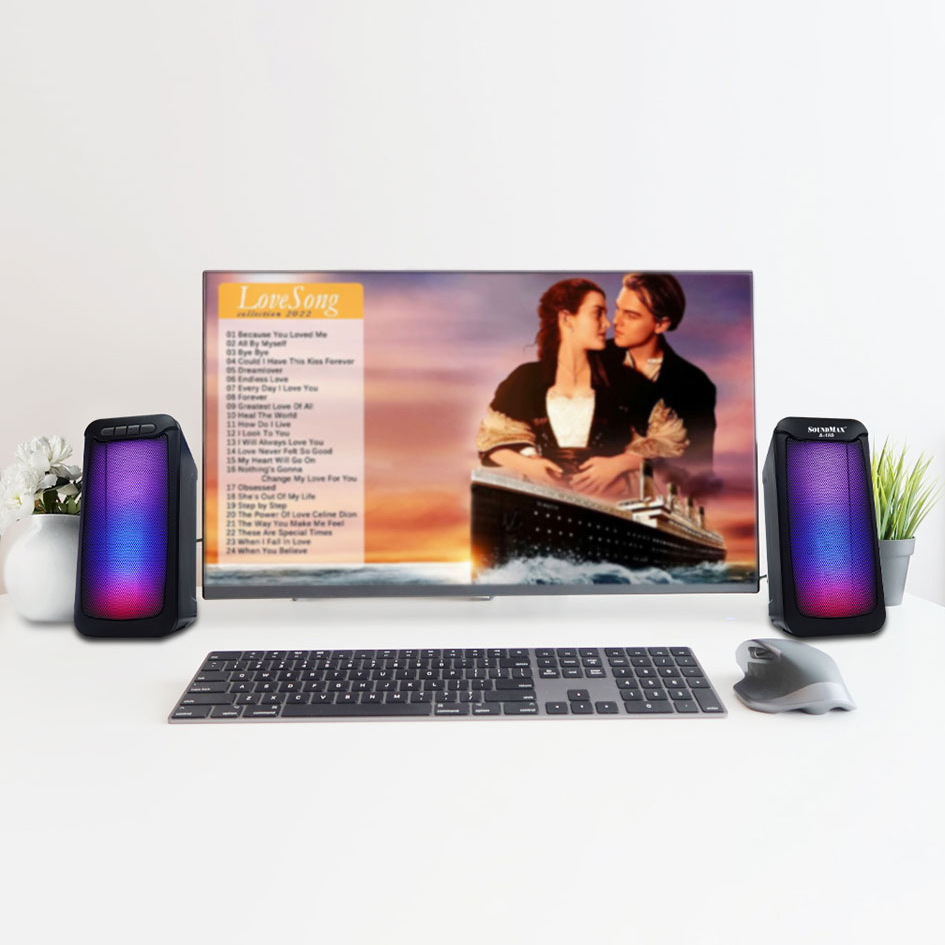 LoveSong
collection 2022
01 Because You Loved Me
02 All By Myself
03 Bye Bye
04 Could I Have This Kiss Forever
05 Dreamlover
06 Endless Love
07 Every Day I Love You
08 Forever
09 Greatest Love Of All
10 Heal The World
11 How Do I Live
12 I Look To You
13 I Will Always Love You
14 Love Never Felt So Good
15 My Heart Will Go On
16 Nothing's Gonna
Change My Love For You
17 Obsessed
18 She's Out Of My Life
19 Step by Step
20 The Power Of Love Celine Dion
21 The Way You Make Me Feel
22 These Are Special Times
23 When I Fall In Love
24 When You Believe
SOUNDMAX